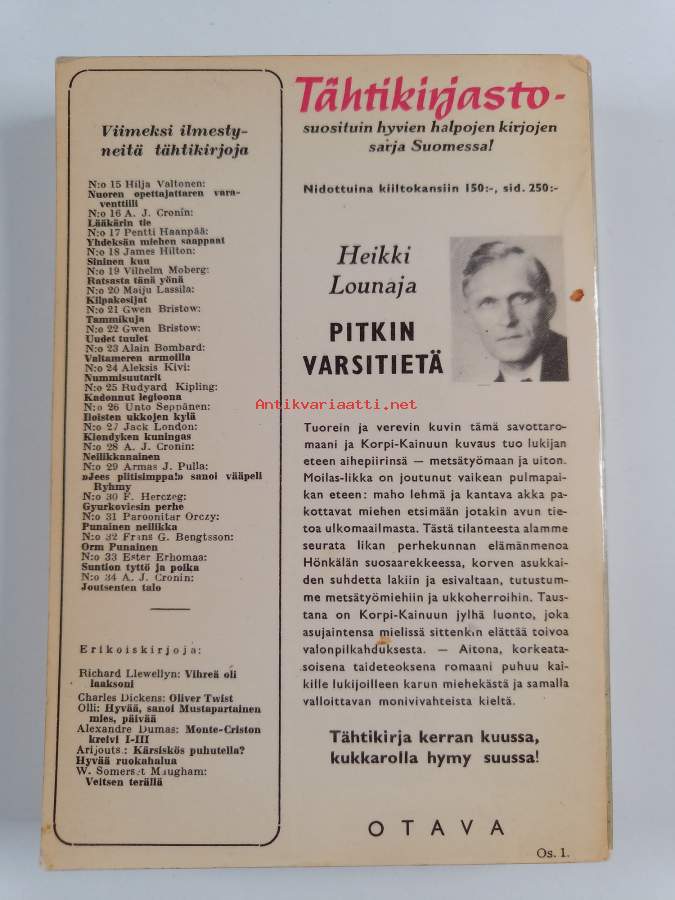 Viimeksi ilmesty-
neitä tähtikirjoja
N:o 15 Hilja Valtonen:
Nuoren opettajattaren vara-
venttiili
N:o 16 A. J. Cronin:
Lääkärin tie
N:o 17 Pentti Haanpää:
Yhdeksän miehen saappaat
N:o 18 James Hilton:
Sininen kuu
N:o 19 Vilhelm Moberg:
Ratsasta tänä yönä
N:o 20 Maiju Lassila:
Kilpakosijat
N:o 21 Gwen Bristow:
Tammikuja
N:o 22 Gwen Bristow:
Uudet tuulet
N:o 23 Alain Bombard:
Valtameren armoilla
N:o 24 Aleksis Kivi:
Nummisuutarit
N:o 25 Rudyard Kipling:
Kadonnut legioona
N:o 26 Unto Seppänen:
Iloisten ukkojen kylä
N:o 27 Jack London:
Klondyken kuningas
N:o 28 A. J. Cronin:
Neilikkanainen
N:o 29 Armas J. Pulla:
»Jees plitisimppa!» sanoi vääpeli
Ryhmy
N:o 30 F. Herczeg:
Gyurkovicsin perhe
N:o 31 Paroonitar Orczy:
Punainen neilikka
N:o 32 Frans G. Bengtsson:
Orm Punainen
N:o 33 Ester Erhomaa:
Suntion tyttö ja poika
N:o 34 A. J. Cronin:
Joutsenten talo
Erikoiskirjoja:
Richard Llewellyn: Vihreä oli
laaksoni
Charles Dickens: Oliver Twist
Olli: Hyvää, sanoi Mustapartainen
mies, päivää
Alexandre Dumas: Monte-Criston
kreivi I-III
Arijouts.: Kärsiskös puhutella?
Hyvää ruokahalua
W. Somerset Maugham:
Veitsen terällä
Tähtikirjasto-
suosituin hyvien halpojen kirjojen
sarja Suomessa!
Nidottuina kiiltokansiin 150:-, sid. 250:-
Heikki
Lounaja
PITKIN
VARSITIETÄ
Antikvariaatti.net
Tuorein ja verevin kuvin tämä savottaro-
maani ja Korpi-Kainuun kuvaus tuo lukijan
eteen aihepiirinsä — metsätyömaan ja uiton.
Moilas-Iikka on joutunut vaikean pulmapai-
kan eteen: maho lehmä ja kantava akka pa-
kottavat miehen etsimään jotakin avun tie-
toa ulkomaailmasta. Tästä tilanteesta alamme
seurata Iikan perhekunnan elämänmenoa
Hönkälän suosaarekkeessa, korven asukkai-
den suhdetta lakiin ja esivaltaan, tutustum-
me metsätyömiehiin ja ukkoherroihin. Taus-
tana on Korpi-Kainuun jylhä luonto, joka
asujaintensa mielissä sittenkin elättää toivoa
valonpilkahduksesta. — Aitona, korkeata-
soisena taideteoksena romaani puhuu kai-
kille lukijoilleen karun miehekästä ja samalla
valloittavan monivivahteista kieltä.
Tähtikirja kerran kuussa,
kukkarolla hymy suussa!
OTAVA
Os. 1.